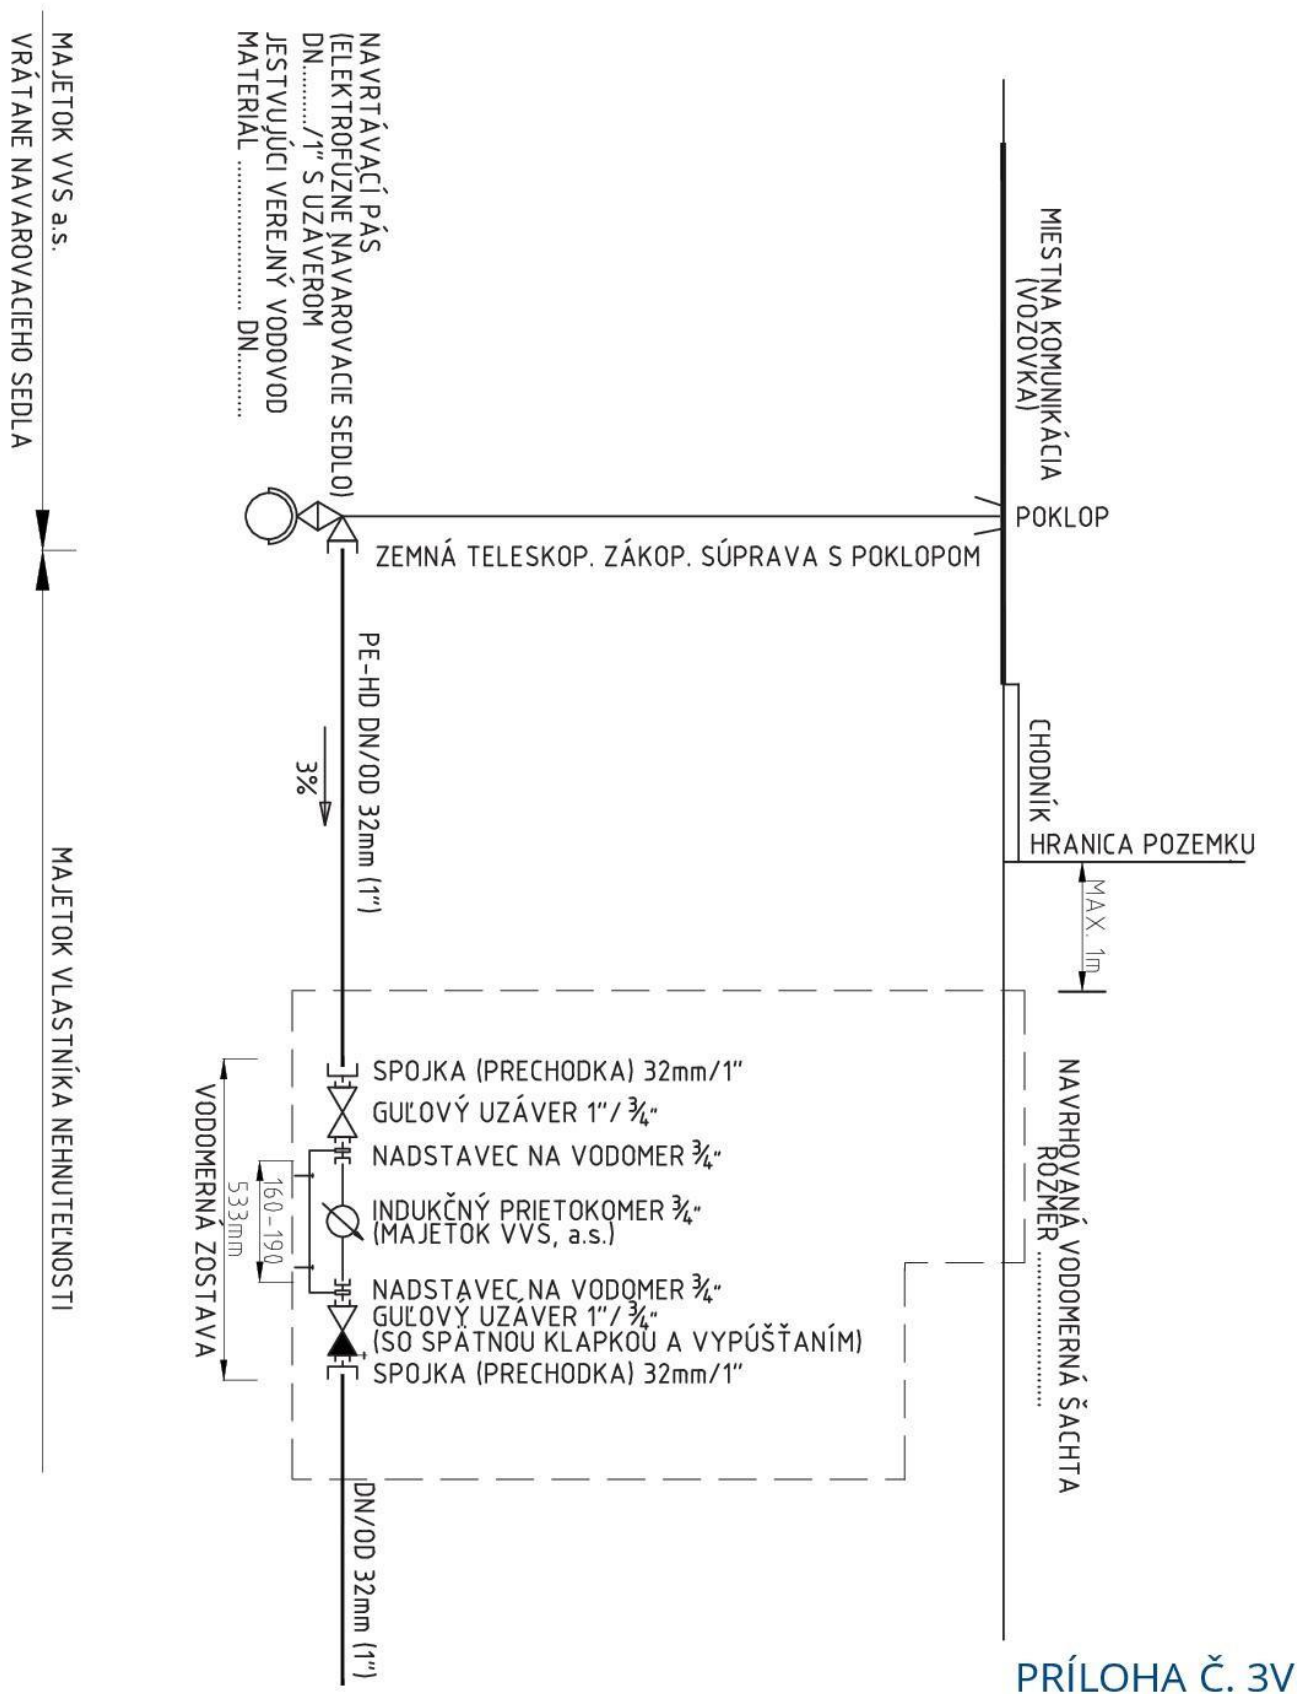 MIESTNA KOMUNIKÁCIA
(VOZOVKA)
POKLOP
CHODNÍK
HRANICA POZEMKU
MAX. 1m
NAVRHOVANÁ VODOMERNÁ ŠACHTA
ROZMER ........................
NAVRTÁVACÍ PÁS
(ELEKTROFÚZNE NAVAROVACIE SEDLO)
DN........./1" S UZÁVEROM
JESTVUJÚCI VEREJNÝ VODOVOD
MATERIÁL ........................ DN.........
ZEMNÁ TELESKOP. ZÁKOP. SÚPRAVA S POKLOPOM
PE-HD DN/OD 32mm (1")
3%
SPOJKA (PRECHODKA) 32mm/1"
GUĽOVÝ UZÁVER 1"/ ¾"
NADSTAVEC NA VODOMER ¾"
INDUKČNÝ PRIETOKOMER ¾"
(MAJETOK VVS, a.s.)
NADSTAVEC NA VODOMER ¾"
GUĽOVÝ UZÁVER 1"/ ¾"
(SO SPÄTNOU KLAPKOU A VYPÚŠŤANÍM)
SPOJKA (PRECHODKA) 32mm/1"
160-190
533mm
VODOMERNÁ ZOSTAVA
DN/OD 32mm (1")
MAJETOK VVS a.s.
VRÁTANE NAVAROVACIEHO SEDLA
MAJETOK VLASTNÍKA NEHNUTEĽNOSTI
PRÍLOHA Č. 3V